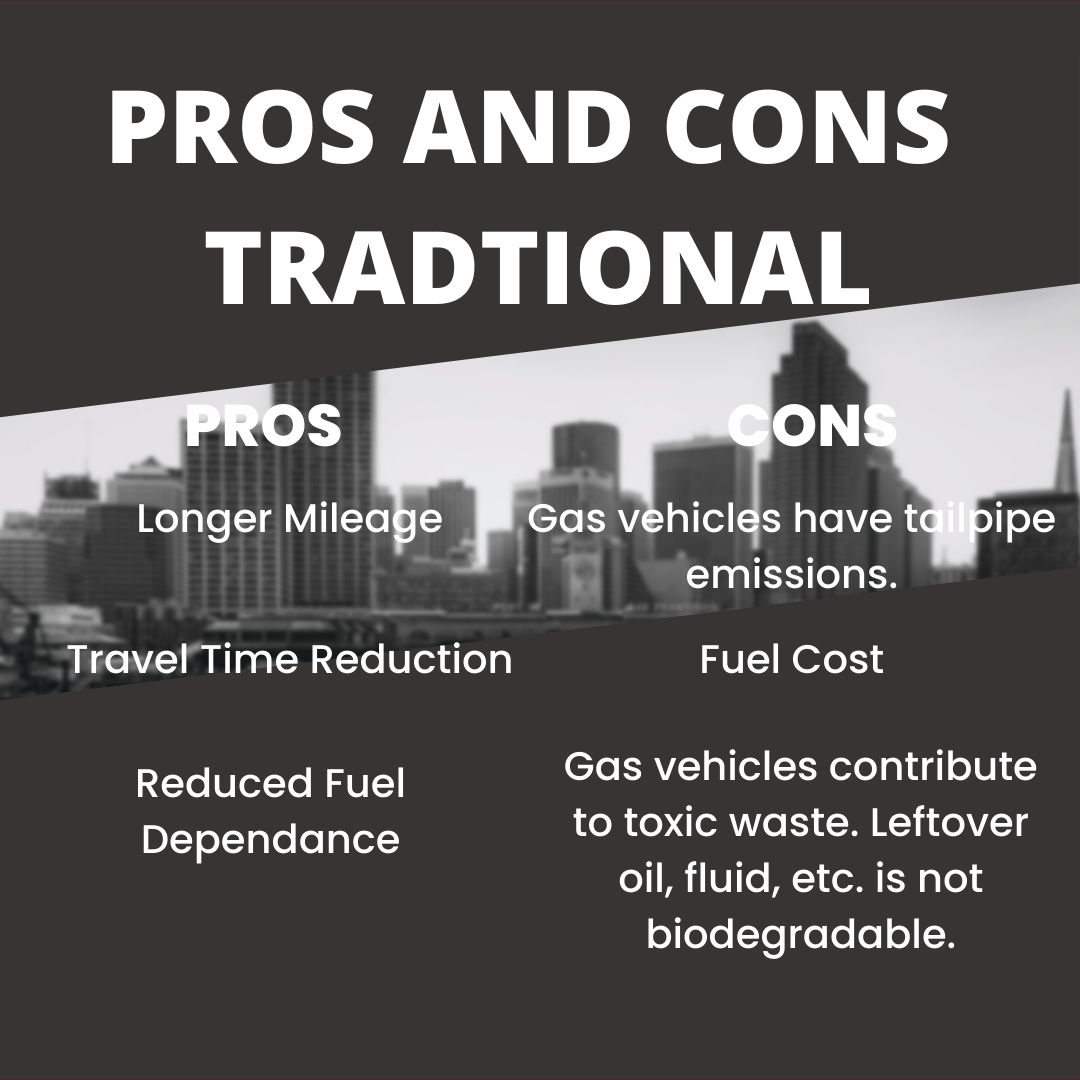 PROS AND CONS
TRADTIONAL
PROS
Longer Mileage
Travel Time Reduction
Reduced Fuel
Dependance
CONS
Gas vehicles have tailpipe
emissions.
Fuel Cost
Gas vehicles contribute
to toxic waste. Leftover
oil, fluid, etc. is not
biodegradable.